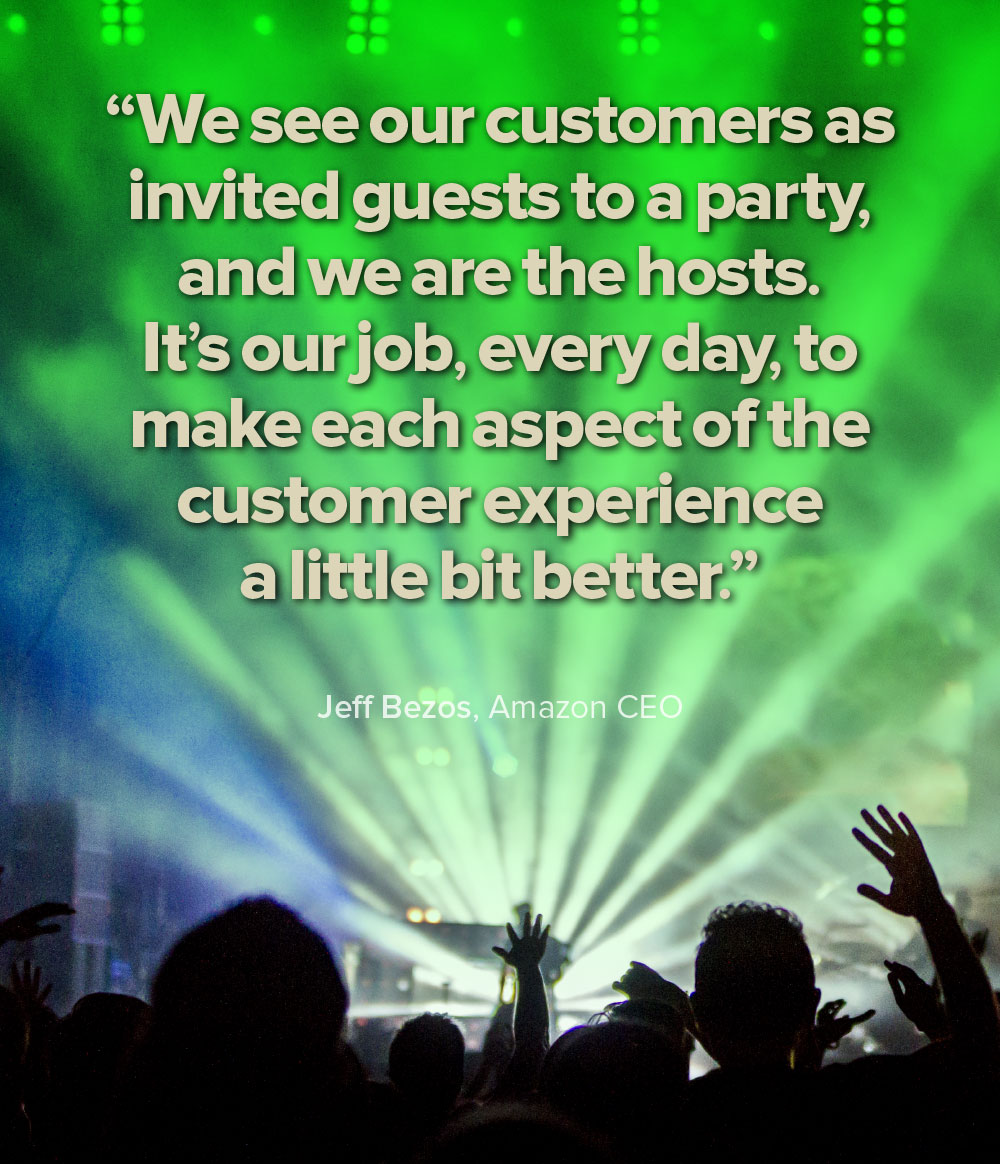 “We see our customers as
invited guests to a party,
and we are the hosts.
It’s our job, every day, to
make each aspect of the
customer experience
a little bit better.”
Jeff Bezos, Amazon CEO